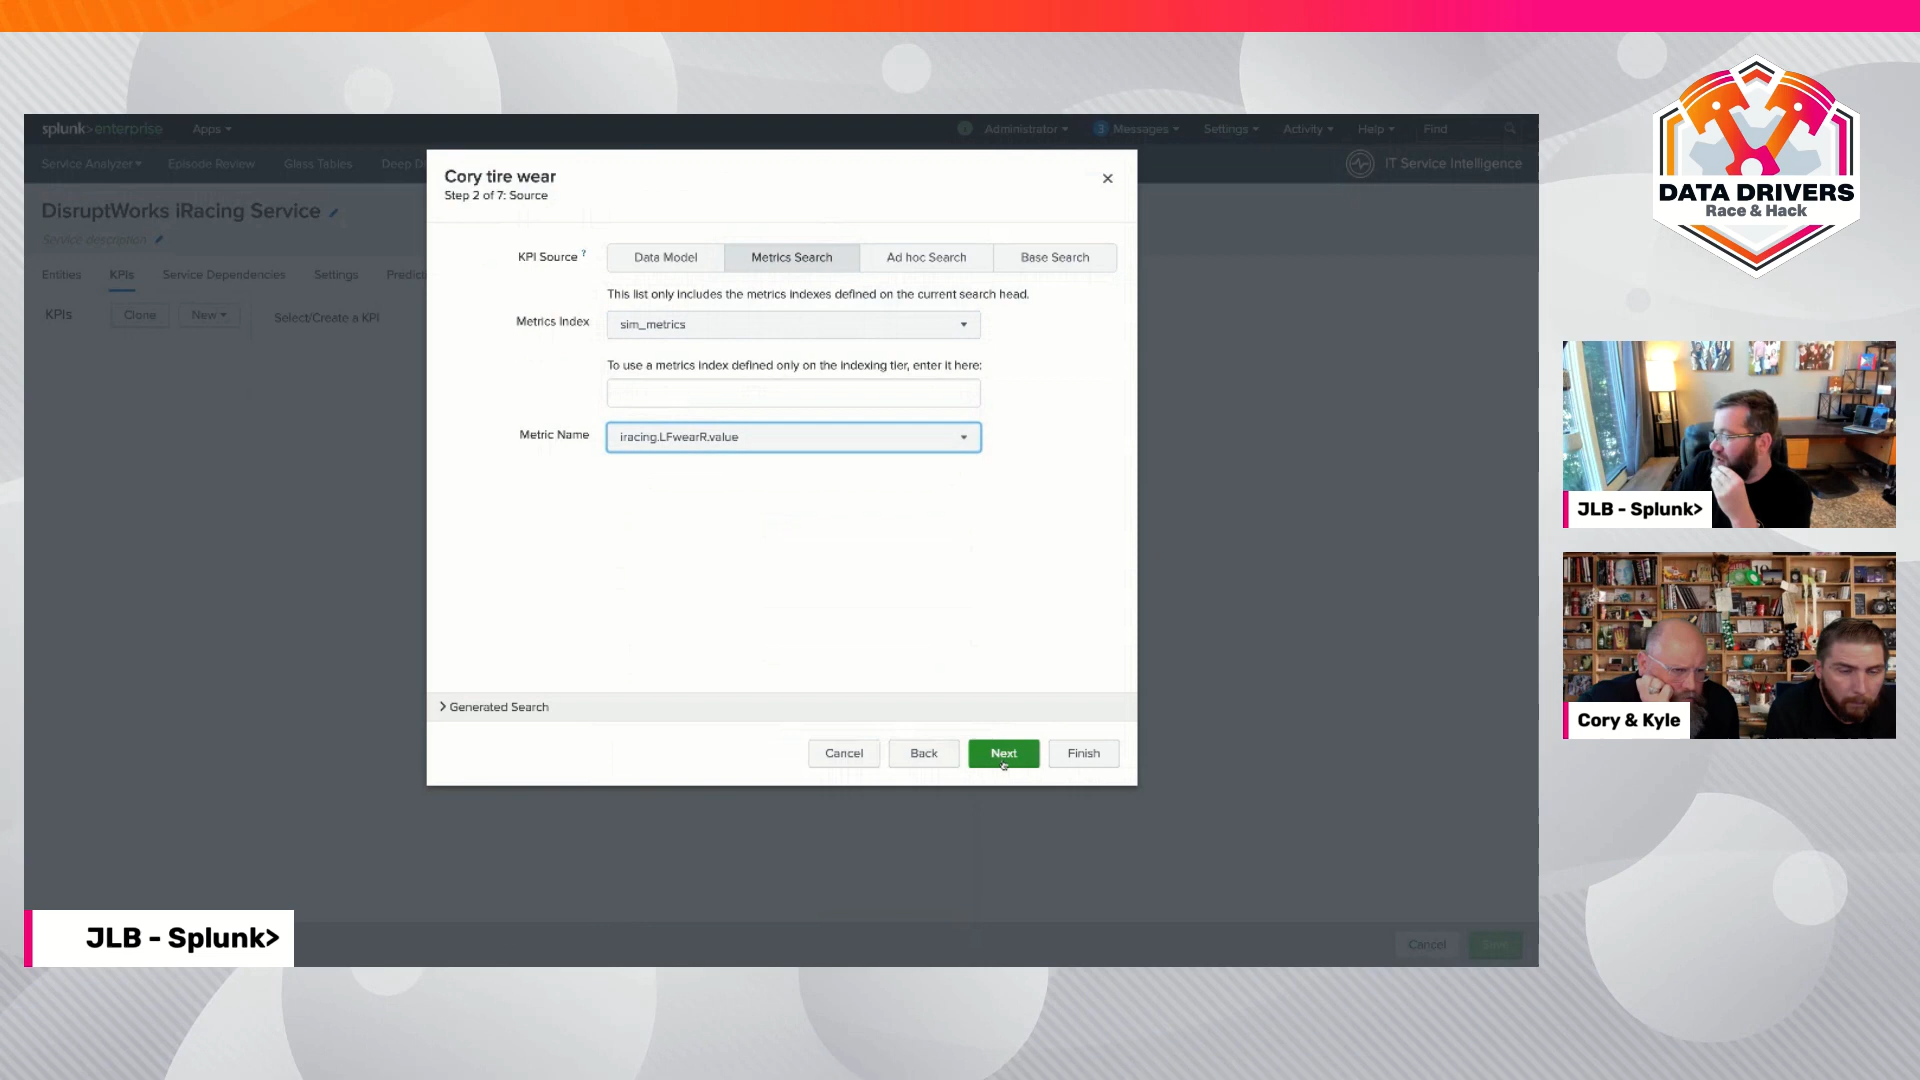 splunk>enterprise
Apps
Administrator
3 Messages
Settings
Activity
Help
Find
Service Analyzer
Episode Review
Glass Tables
Deep D
IT Service Intelligence
DisruptWorks iRacing Service
Service description
Entities
KPIs
Service Dependencies
Settings
Predict
KPIs
Clone
New
Select/Create a KPI
Cory tire wear
Step 2 of 7: Source
KPI Source ?
Data Model
Metrics Search
Ad hoc Search
Base Search
This list only includes the metrics indexes defined on the current search head.
Metrics Index
sim_metrics
To use a metrics index defined only on the indexing tier, enter it here:
Metric Name
iracing.LFwearR.value
Generated Search
Cancel
Back
Next
Finish
Cancel
Save
JLB - Splunk>
DATA DRIVERS
Race & Hack
JLB - Splunk>
Cory & Kyle